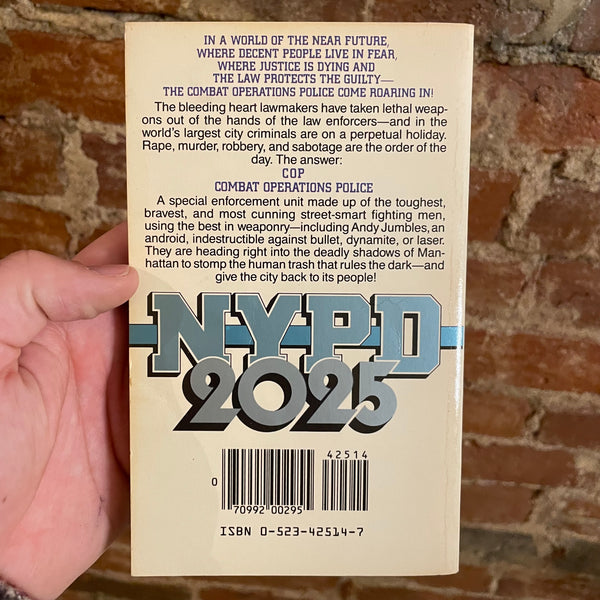 IN A WORLD OF THE NEAR FUTURE,
WHERE DECENT PEOPLE LIVE IN FEAR,
WHERE JUSTICE IS DYING AND
THE LAW PROTECTS THE GUILTY—
THE COMBAT OPERATIONS POLICE COME ROARING IN!
The bleeding heart lawmakers have taken lethal weap-
ons out of the hands of the law enforcers—and in the
world's largest city criminals are on a perpetual holiday.
Rape, murder, robbery, and sabotage are the order of
the day. The answer:
COP
COMBAT OPERATIONS POLICE
A special enforcement unit made up of the toughest,
bravest, and most cunning street-smart fighting men,
using the best in weaponry—including Andy Jumbles, an
android, indestructible against bullet, dynamite, or laser.
They are heading right into the deadly shadows of Man-
hattan to stomp the human trash that rules the dark—and
give the city back to its people!
NYPD
2025
42514
0
70992 00295
ISBN 0-523-42514-7